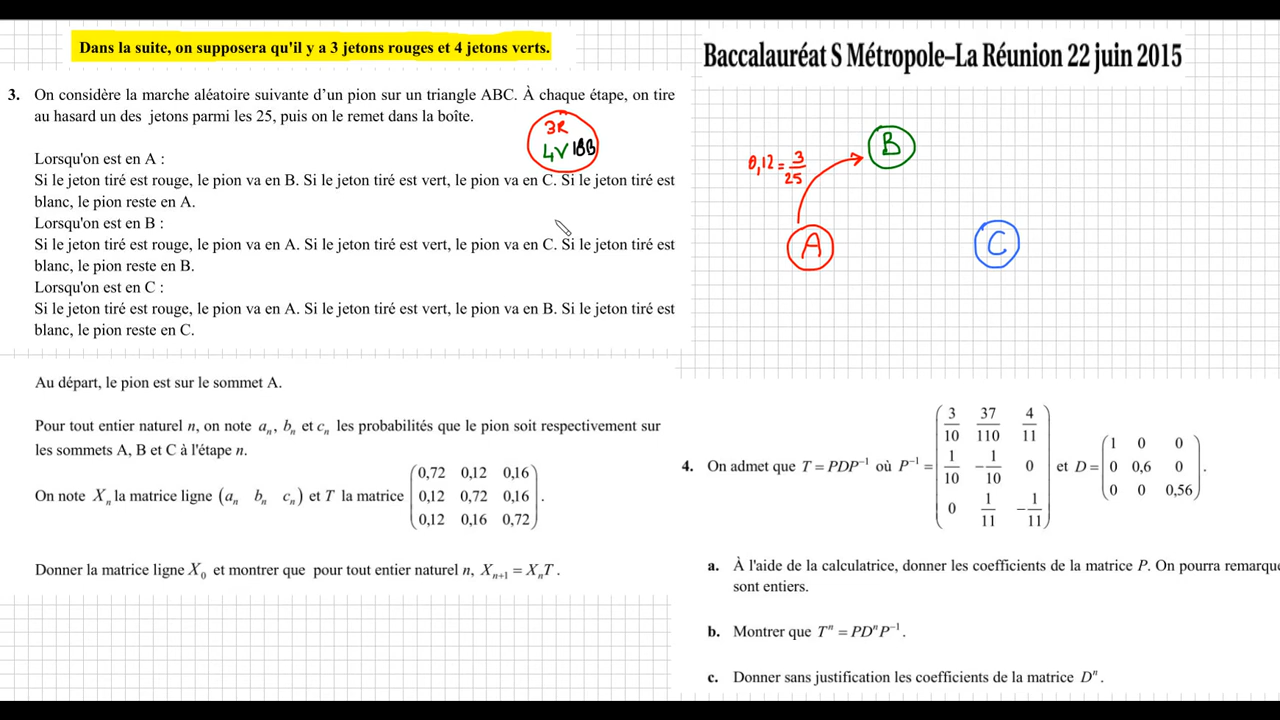 Dans la suite, on supposera qu'il y a 3 jetons rouges et 4 jetons verts.
3. On considère la marche aléatoire suivante d'un pion sur un triangle ABC. À chaque étape, on tire
au hasard un des jetons parmi les 25, puis on le remet dans la boîte.
3R
4V 18B
Lorsqu'on est en A :
Si le jeton tiré est rouge, le pion va en B. Si le jeton tiré est vert, le pion va en C. Si le jeton tiré est
blanc, le pion reste en A.
Lorsqu'on est en B :
Si le jeton tiré est rouge, le pion va en A. Si le jeton tiré est vert, le pion va en C. Si le jeton tiré est
blanc, le pion reste en B.
Lorsqu'on est en C :
Si le jeton tiré est rouge, le pion va en A. Si le jeton tiré est vert, le pion va en B. Si le jeton tiré est
blanc, le pion reste en C.
Au départ, le pion est sur le sommet A.
Pour tout entier naturel n, on note aₙ, bₙ et cₙ les probabilités que le pion soit respectivement sur
les sommets A, B et C à l'étape n.
On note Xₙ la matrice ligne (aₙ bₙ cₙ) et T la matrice
0,72 0,12 0,16
0,12 0,72 0,16
0,12 0,16 0,72
.
Donner la matrice ligne X₀ et montrer que pour tout entier naturel n, Xₙ₊₁ = XₙT .
Baccalauréat S Métropole–La Réunion 22 juin 2015
B
0,12 = 3/25
A
C
4. On admet que T = PDP⁻¹ où P⁻¹ =
3/10 37/110 4/11
1/10 −1/10 0
0 1/11 −1/11
et D =
1 0 0
0 0,6 0
0 0 0,56
.
a. À l'aide de la calculatrice, donner les coefficients de la matrice P. On pourra remarque
sont entiers.
b. Montrer que Tⁿ = PDⁿP⁻¹ .
c. Donner sans justification les coefficients de la matrice Dⁿ .